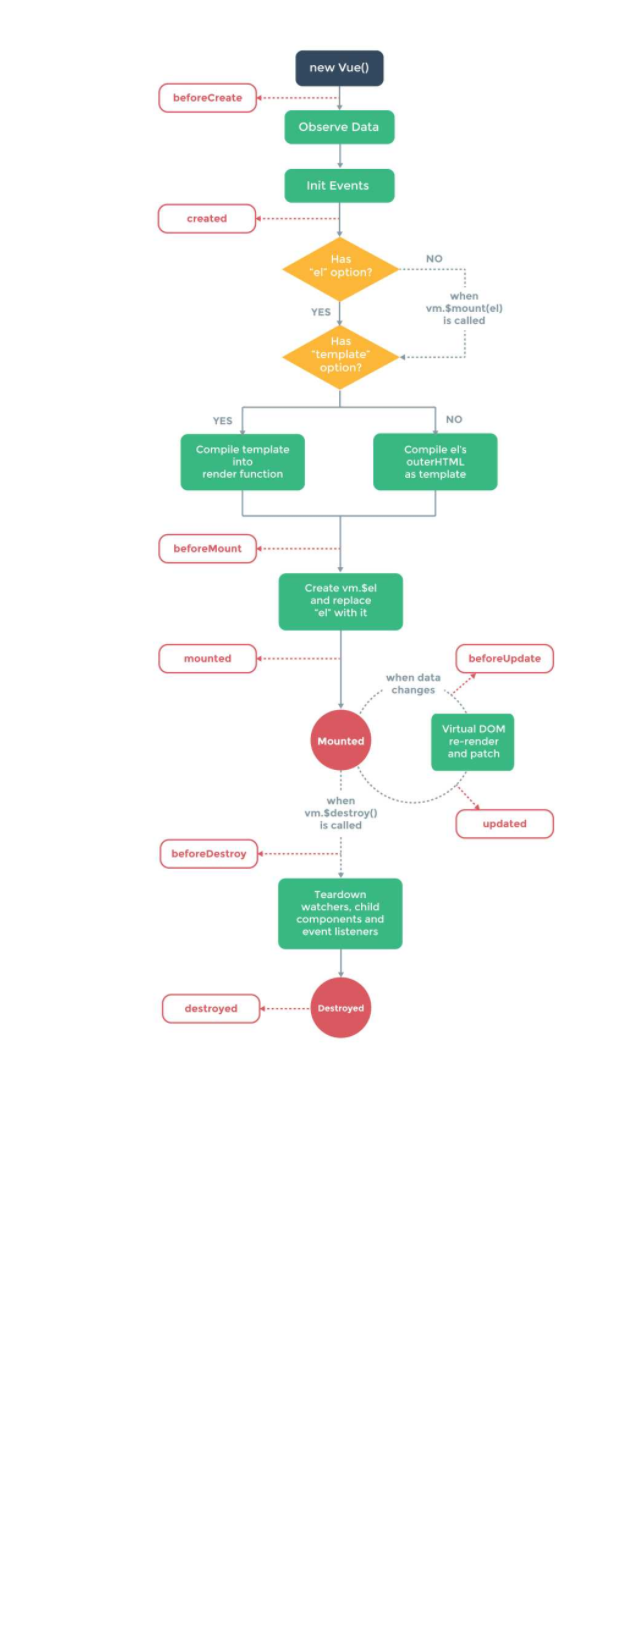 new Vue()
beforeCreate
Observe Data
Init Events
created
Has
"el" option?
NO
when
vm.$mount(el)
is called
YES
Has
"template"
option?
YES
NO
Compile template
into
render function
Compile el's
outerHTML
as template
beforeMount
Create vm.$el
and replace
"el" with it
mounted
beforeUpdate
when data
changes
Mounted
Virtual DOM
re-render
and patch
when
vm.$destroy()
is called
updated
beforeDestroy
Teardown
watchers, child
components and
event listeners
destroyed
Destroyed